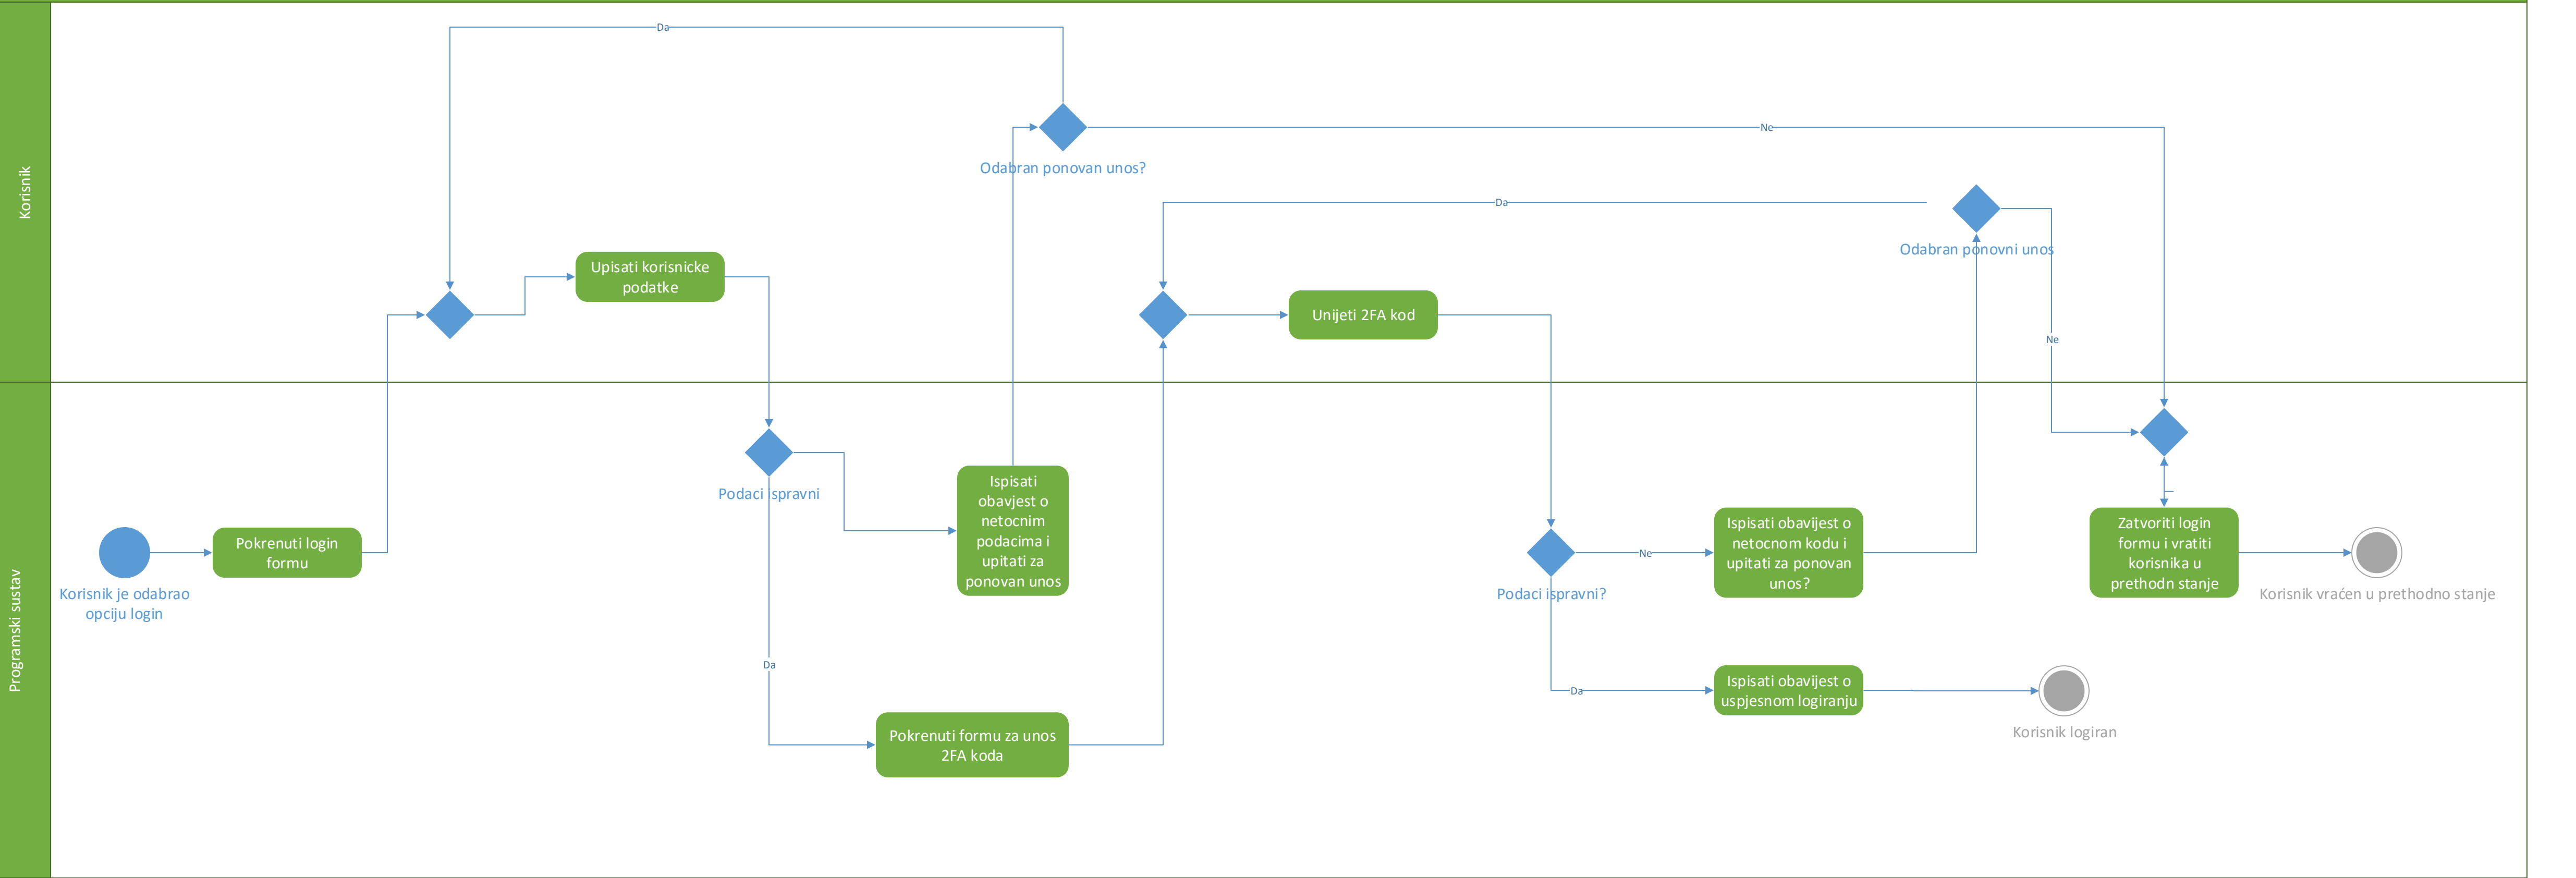 Korisnik
Da
Ne
Odabran ponovan unos?
Da
Odabran ponovni unos
Upisati korisnicke
podatke
Unijeti 2FA kod
Ne
Programski sustav
Korisnik je odabrao
opciju login
Pokrenuti login
formu
Podaci ispravni
Ispisati
obavjest o
netocnim
podacima i
upitati za
ponovan unos
Da
Pokrenuti formu za unos
2FA koda
Podaci ispravni?
Ne
Ispisati obavijest o
netocnom kodu i
upitati za ponovan
unos?
Da
Ispisati obavijest o
uspjesnom logiranju
Korisnik logiran
Zatvoriti login
formu i vratiti
korisnika u
prethodn stanje
Korisnik vraćen u prethodno stanje